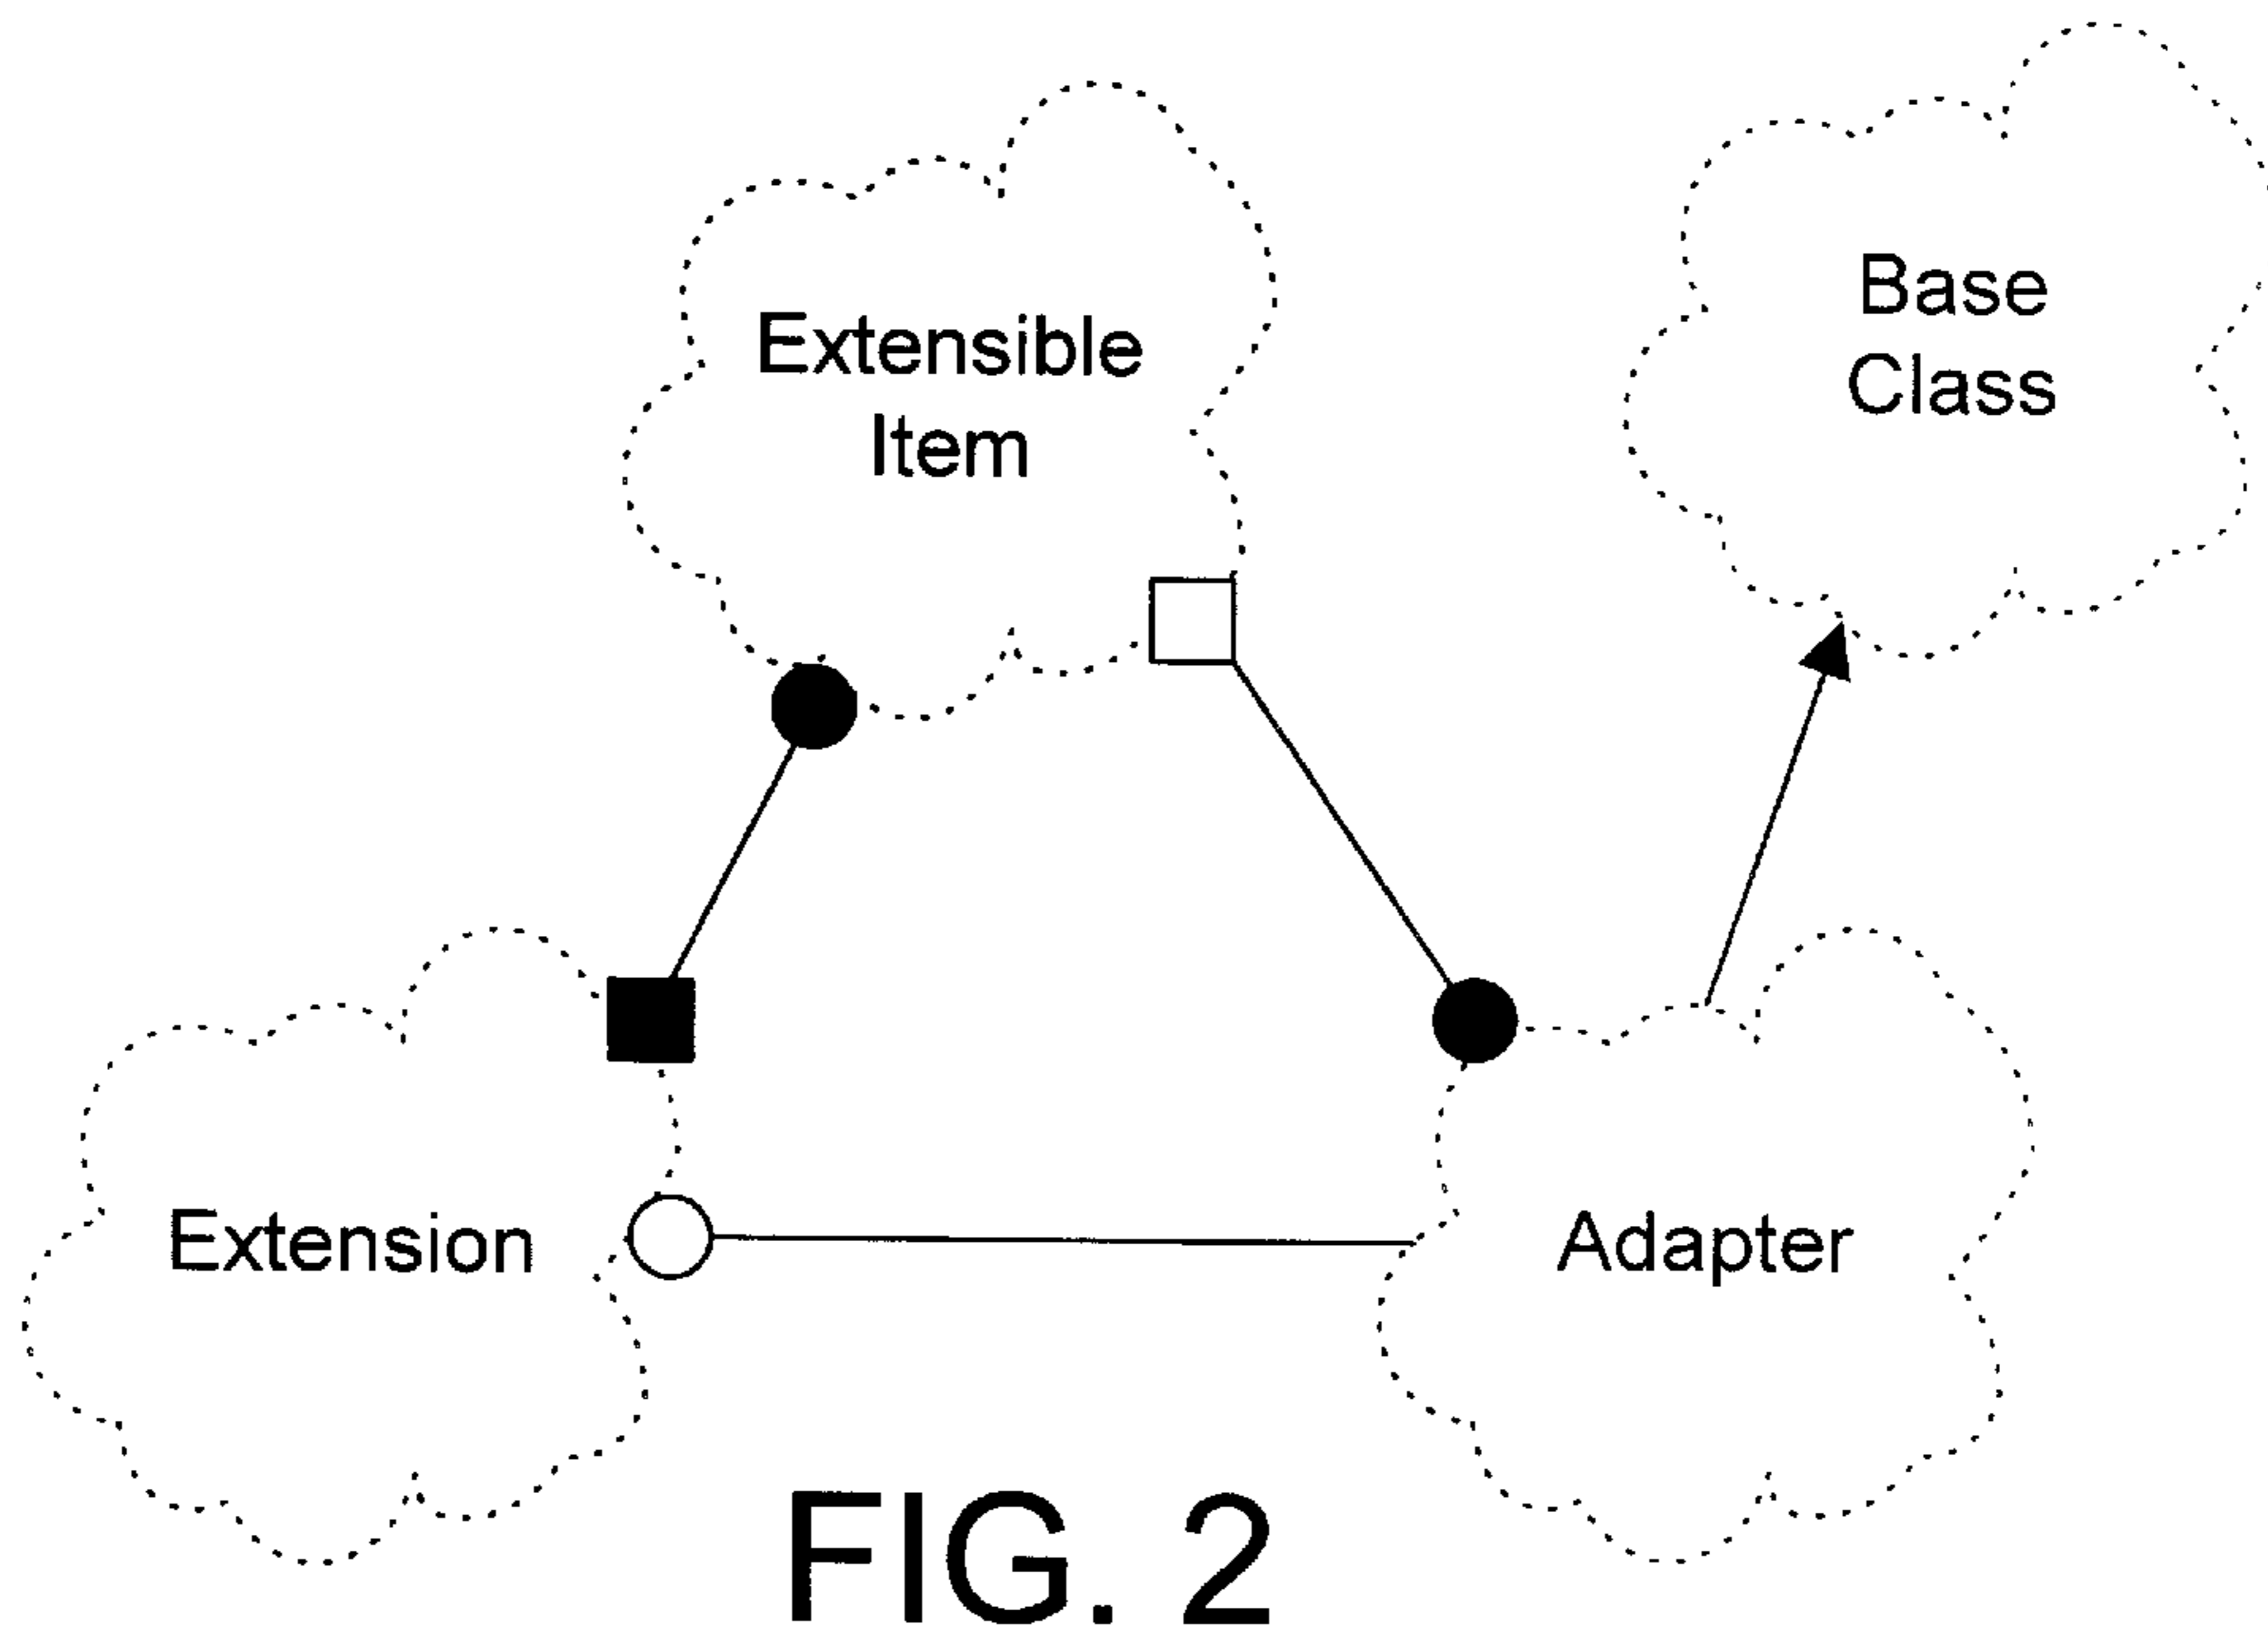 Extensible
Item
Base
Class
Extension
Adapter
FIG. 2